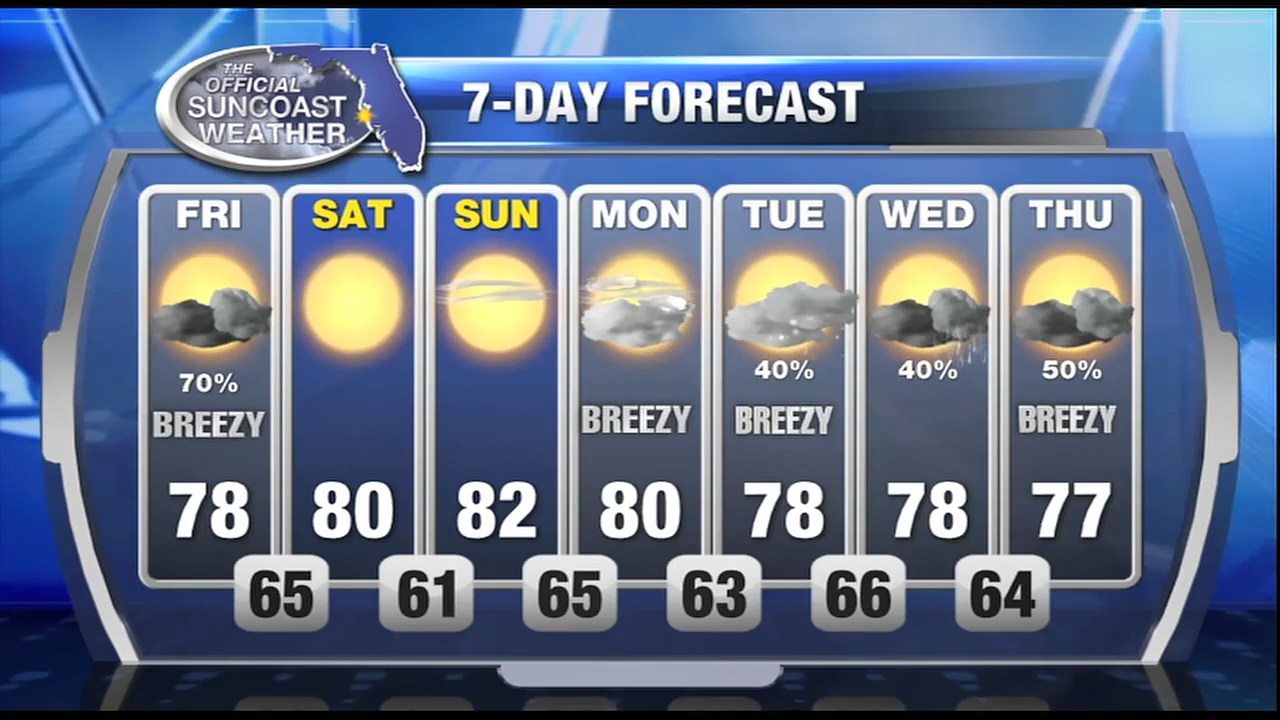 THE
OFFICIAL
SUNCOAST
WEATHER
7-DAY FORECAST
FRI SAT SUN MON TUE WED THU
70% 40% 40% 50%
BREEZY BREEZY BREEZY BREEZY
78 80 82 80 78 78 77
65 61 65 63 66 64